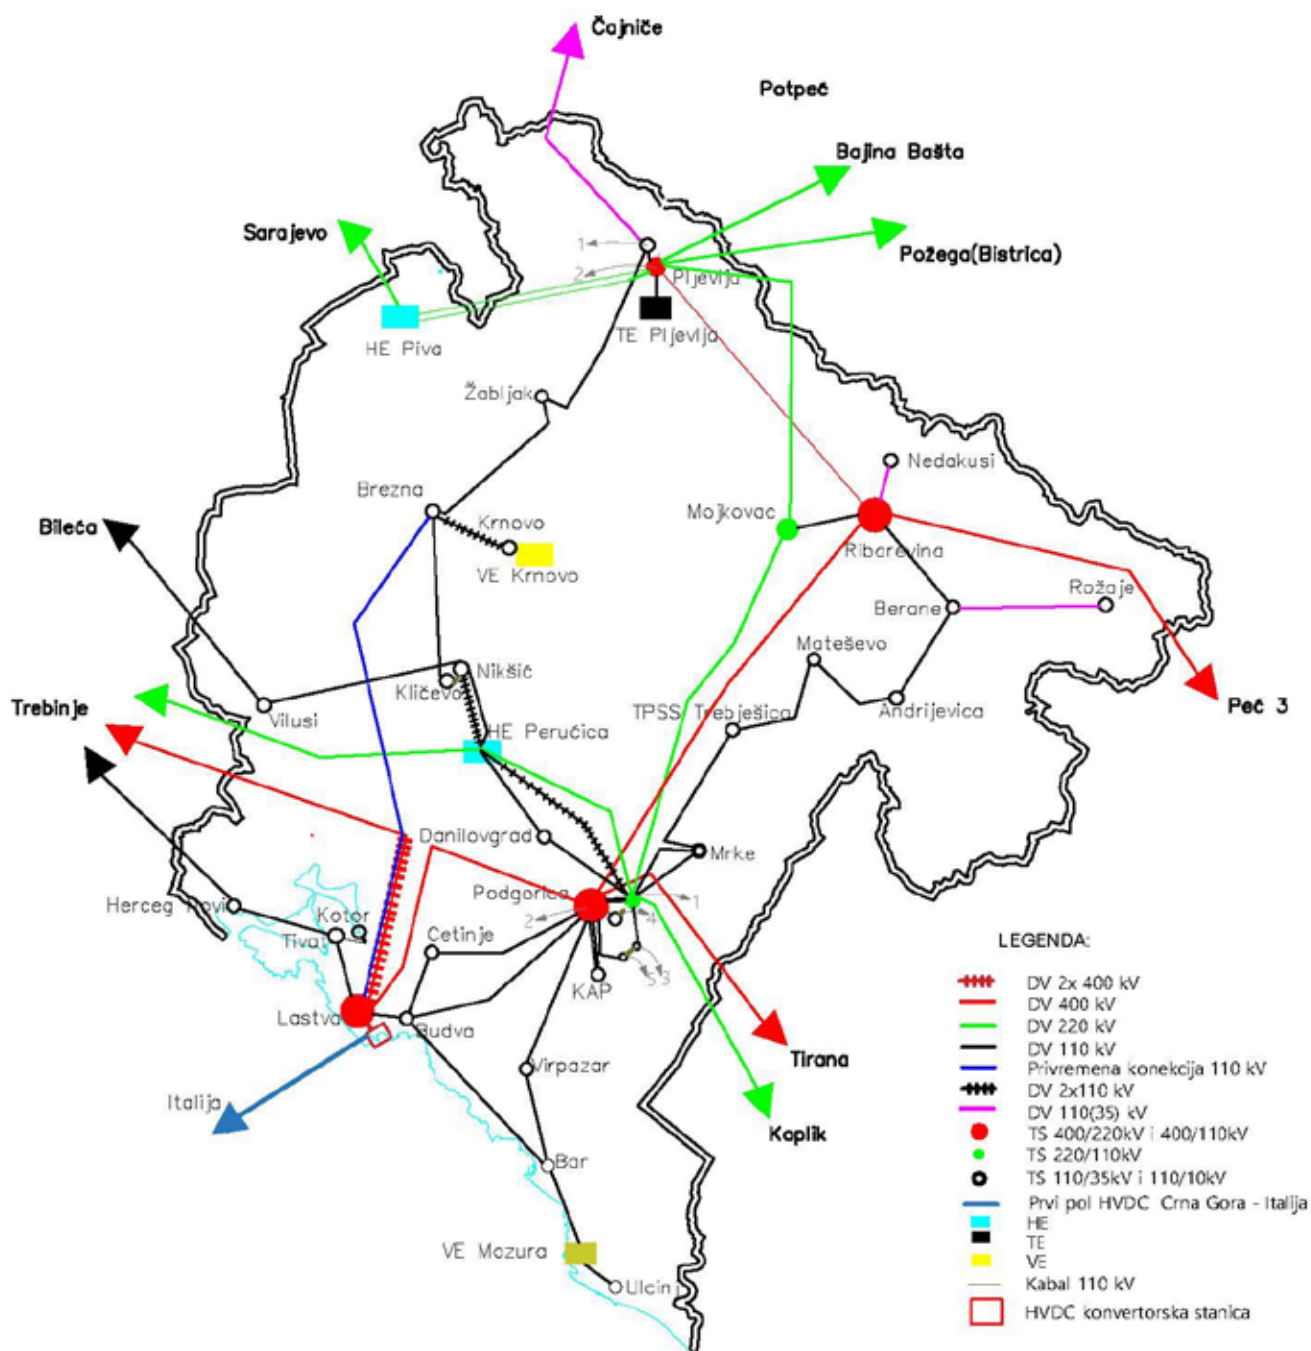 Čajniče
Potpeč
Bajina Bašta
Sarajevo
Požega(Bistrica)
1
2
Pljevlja
TE Pljevlja
HE Piva
Žabljak
Nedakusi
Brezna
Krnovo
Mojkovac
Bileća
VE Krnovo
Ribarevina
Rožaje
Berane
Mateševo
Nikšić
Kličevo
Trebinje
Vilusi
TPSS Trebješica
Andrijevica
Peč 3
HE Peručica
Danilovgrad
Mrke
Podgorica
1
2
4
Herceg Novi
Kotor
Tivat
Cetinje
5
3
KAP
Lastva
Budva
Virpazar
Tirana
Italija
Koplik
Bar
VE Mozura
Ulcinj
LEGENDA:
DV 2x 400 kV
DV 400 kV
DV 220 kV
DV 110 kV
Privremena konekcija 110 kV
DV 2x110 kV
DV 110(35) kV
TS 400/220kV i 400/110kV
TS 220/110kV
TS 110/35kV i 110/10kV
Prvi pol HVDC Crna Gora - Italija
HE
TE
VE
Kabal 110 kV
HVDC konvertorska stanica